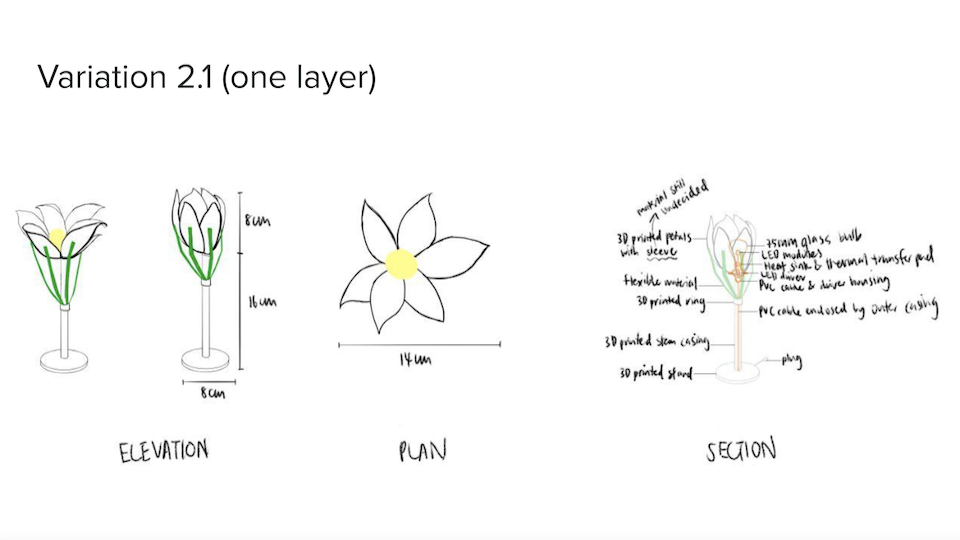 Variation 2.1 (one layer)
8cm
16cm
8cm
ELEVATION
14cm
PLAN
material still
undecided
3D printed petals
with sleeve
flexible material
3D printed ring
3D printed stem casing
3D printed stand
75mm glass bulb
LED modules
Heat sink & thermal transfer pad
LED driver
PVC cable & driver housing
PVC cable enclosed by outer casing
plug
SECTION